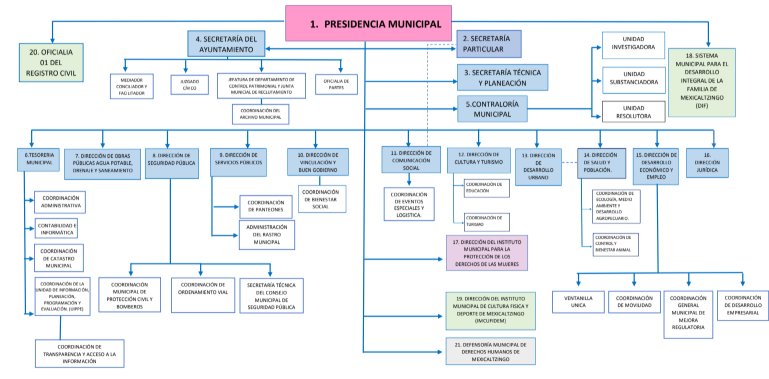 1. PRESIDENCIA MUNICIPAL
20. OFICIALIA
01 DEL
REGISTRO CIVIL
4. SECRETARÍA DEL
AYUNTAMIENTO
2. SECRETARÍA
PARTICULAR
3. SECRETARÍA TÉCNICA
Y PLANEACIÓN
5.CONTRALORÍA
MUNICIPAL
UNIDAD
INVESTIGADORA
UNIDAD
SUBSTANCIADORA
UNIDAD
RESOLUTORA
18. SISTEMA
MUNICIPAL PARA EL
DESARROLLO
INTEGRAL DE LA
FAMILIA DE
MEXICALTZINGO
(DIF)
MEDIADOR
CONCILIADOR Y
FACILITADOR
JUZGADO
CÍVICO
JEFATURA DE DEPARTAMENTO DE
CONTROL PATRIMONIAL Y JUNTA
MUNICIAL DE RECLUTAMIENTO
OFICIALIA DE
PARTES
COORDINACIÓN DEL
ARCHIVO MUNICIPAL
6.TESORERIA
MUNICIPAL
7. DIRECCIÓN DE OBRAS
PÚBLICAS AGUA POTABLE,
DRENAJE Y SANEAMIENTO
8. DIRECCIÓN DE
SEGURIDAD PÚBLICA
9. DIRECCIÓN DE
SERVICIOS PÚBLICOS
10. DIRECCIÓN DE
VINCULACIÓN Y
BUEN GOBIERNO
11. DIRECCIÓN DE
COMUNICACIÓN
SOCIAL
12. DIRECCIÓN DE
CULTURA Y TURISMO
13. DIRECCIÓN
DE
DESARROLLO
URBANO
14. DIRECCIÓN DE
DE SALUD Y
POBLACIÓN.
15. DIRECCIÓN DE
DESARROLLO
ECONÓMICO Y
EMPLEO
16.
DIRECCIÓN
JURÍDICA
COORDINACIÓN
ADMINISTRATIVA
CONTABILIDAD E
INFORMÁTICA
COORDINACIÓN
DE CATASTRO
MUNICIPAL
COORDINACIÓN DE LA
UNIDAD DE INFORMACIÓN,
PLANEACIÓN,
PROGRAMACIÓN Y
EVALUACIÓN. (UIPPE)
COORDINACIÓN DE
TRANSPARENCIA Y ACCESO A LA
INFORMACIÓN
COORDINACIÓN
MUNICIPAL DE
PROTECCIÓN CIVIL Y
BOMBEROS
COORDINACIÓN DE
ORDENAMIENTO VIAL
SECRETARÍA TÉCNICA
DEL CONSEJO
MUNICIPAL DE
SEGURIDAD PÚBLICA
COORDINACIÓN
DE PANTEONES
ADMINISTRACIÓN
DEL RASTRO
MUNICIPAL
COORDINACIÓN
DE BIENESTAR
SOCIAL
COORDINACIÓN
DE EVENTOS
ESPECIALES Y
LOGISTICA.
COORDINACIÓN DE
EDUCACIÓN
COORDINACION DE
TURISMO
17. DIRECCIÓN DEL INSTITUTO
MUNICIPAL PARA LA
PROTECCIÓN DE LOS
DERECHOS DE LAS MUJERES
19. DIRECCIÓN DEL INSTITUTO
MUNICIPAL DE CULTURA FISICA Y
DEPORTE DE MEXICALTZINGO
(IMCUFIDEM)
21. DEFENSORÍA MUNICIPAL DE
DERECHOS HUMANOS DE
MEXICALTZINGO
COORDINACIÓN DE
ECOLOGÍA, MEDIO
AMBIENTE Y
DESARROLLO
AGROPECUARIO.
COORDINACIÓN DE
CONTROL Y
BIENESTAR ANIMAL
VENTANILLA
UNICA
COORDINACIÓN
DE MOVILIDAD
COORDINACIÓN
GENERAL
MUNICIPAL DE
MEJORA
REGULATORIA
COORDINACIÓN
DE DESARROLLO
EMPRESARIAL